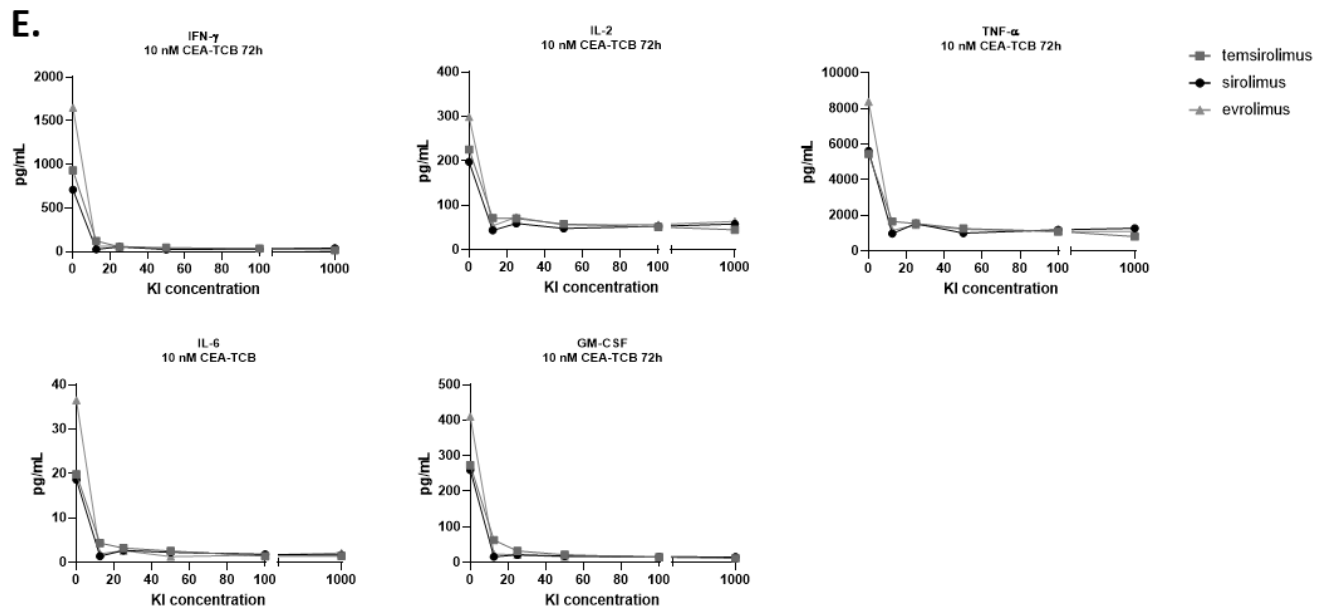 E.
IFN-γ
10 nM CEA-TCB 72h
2000
1500
1000
500
0
pg/mL
0 20 40 60 80 100 1000
KI concentration
IL-2
10 nM CEA-TCB 72h
400
300
200
100
0
pg/mL
0 20 40 60 80 100 1000
KI concentration
TNF-α
10 nM CEA-TCB 72h
10000
8000
6000
4000
2000
0
pg/mL
0 20 40 60 80 100 1000
KI concentration
temsirolimus
sirolimus
evrolimus
IL-6
10 nM CEA-TCB
40
30
20
10
0
pg/mL
0 20 40 60 80 100 1000
KI concentration
GM-CSF
10 nM CEA-TCB 72h
500
400
300
200
100
0
pg/mL
0 20 40 60 80 100 1000
KI concentration